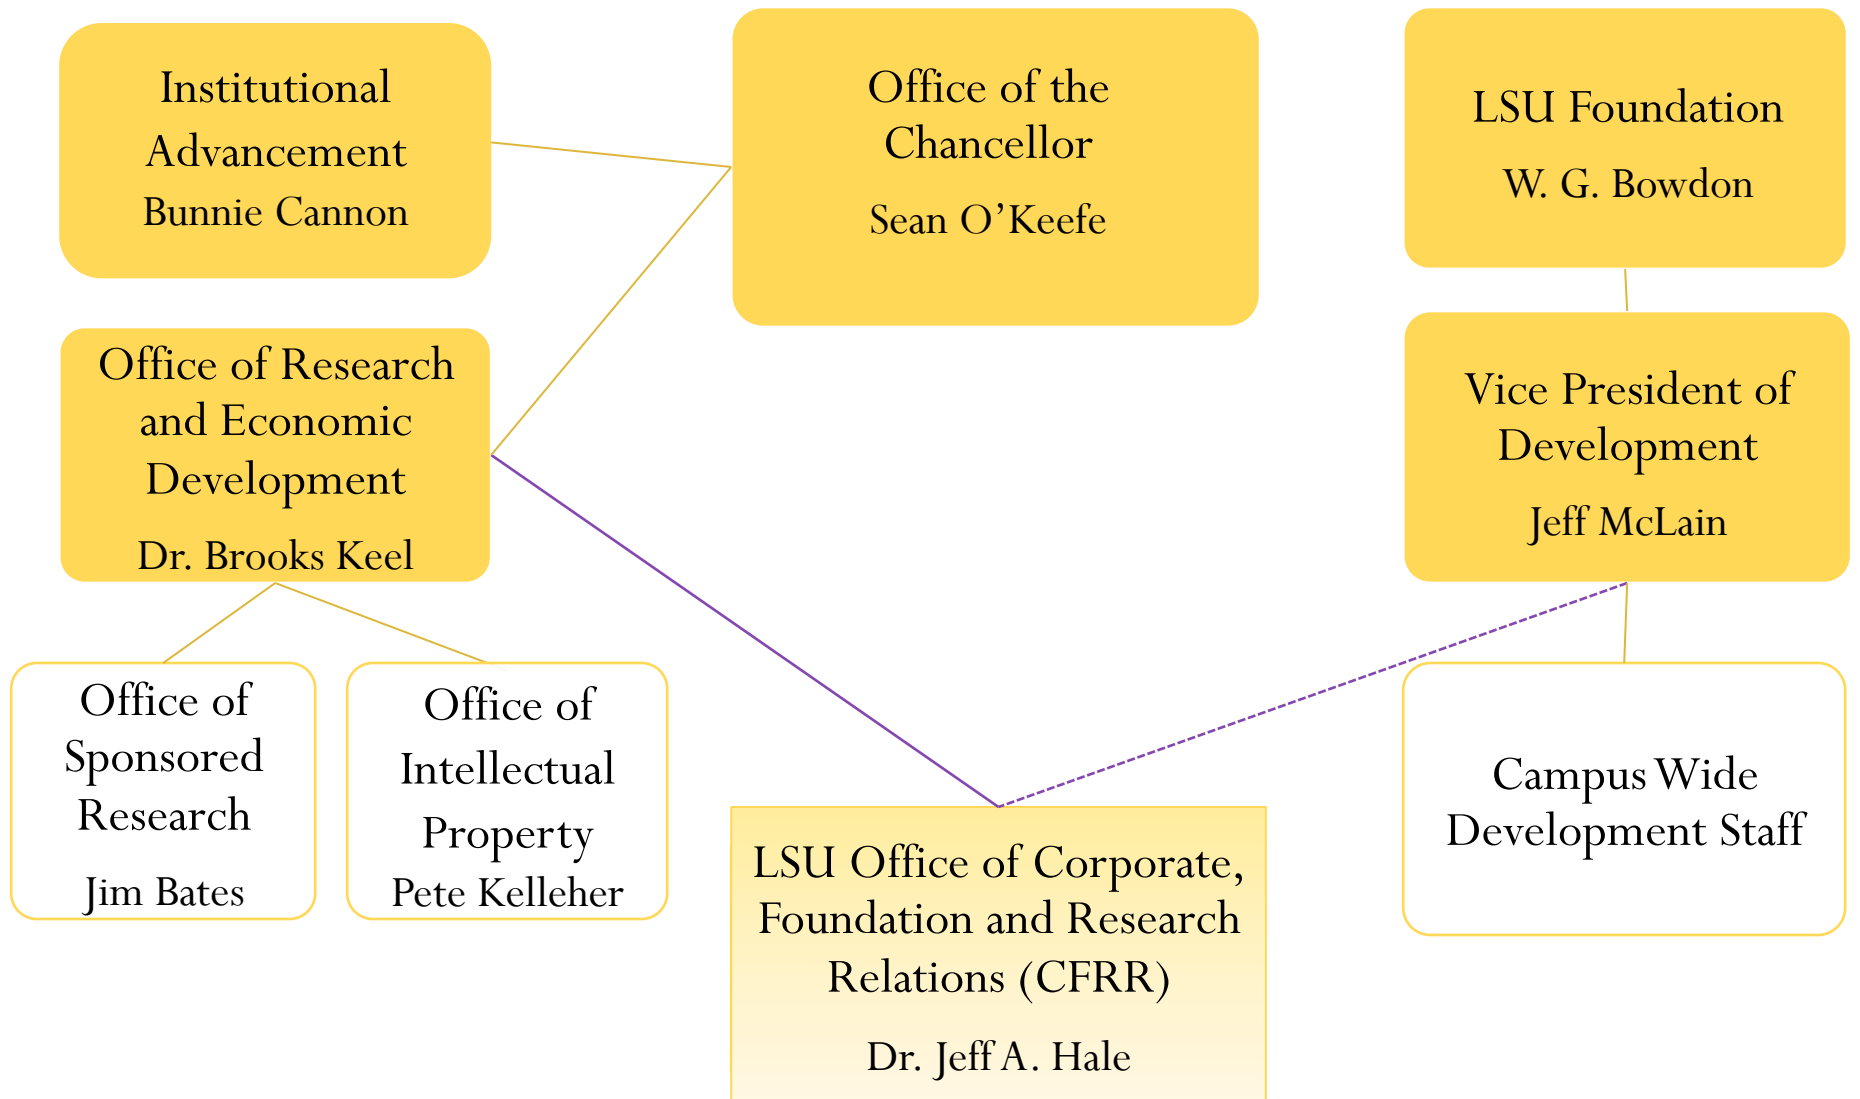 Institutional
Advancement
Bunnie Cannon
Office of the
Chancellor
Sean O’Keefe
LSU Foundation
W. G. Bowdon
Office of Research
and Economic
Development
Dr. Brooks Keel
Vice President of
Development
Jeff McLain
Office of
Sponsored
Research
Jim Bates
Office of
Intellectual
Property
Pete Kelleher
LSU Office of Corporate,
Foundation and Research
Relations (CFRR)
Dr. Jeff A. Hale
Campus Wide
Development Staff